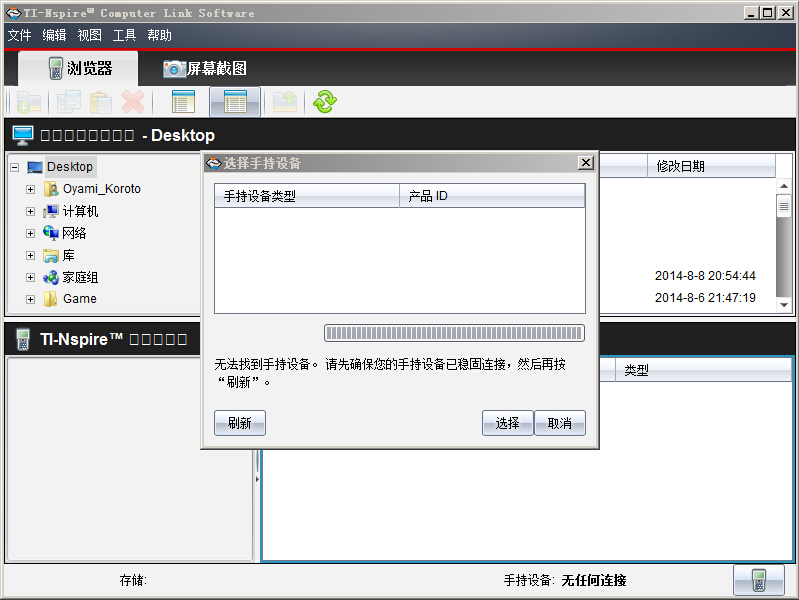 TI-Nspire™ Computer Link Software
文件 编辑 视图 工具 帮助
浏览器 屏幕截图
- Desktop
Desktop
Oyami_Koroto
计算机
网络
库
家庭组
Game
修改日期
2014-8-8 20:54:44
2014-8-6 21:47:19
选择手持设备
手持设备类型 产品 ID
无法找到手持设备。 请先确保您的手持设备已稳固连接，然后再按
“刷新”。
刷新 选择 取消
TI-Nspire™
类型
存储: 手持设备: 无任何连接